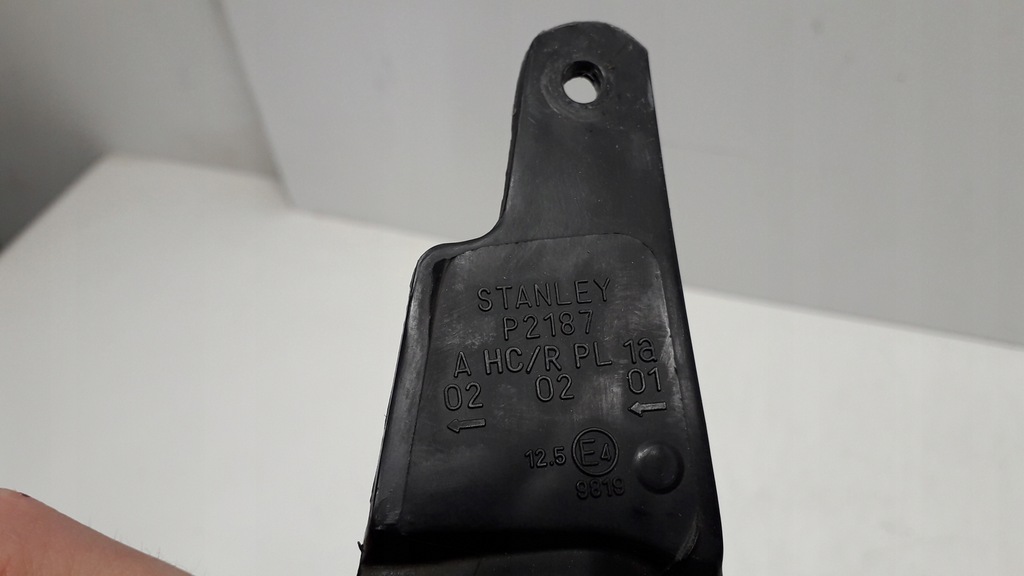 STANLEY
P2187
A HC/R PL 1a
02 02 01
← ←
12.5 E4
9819